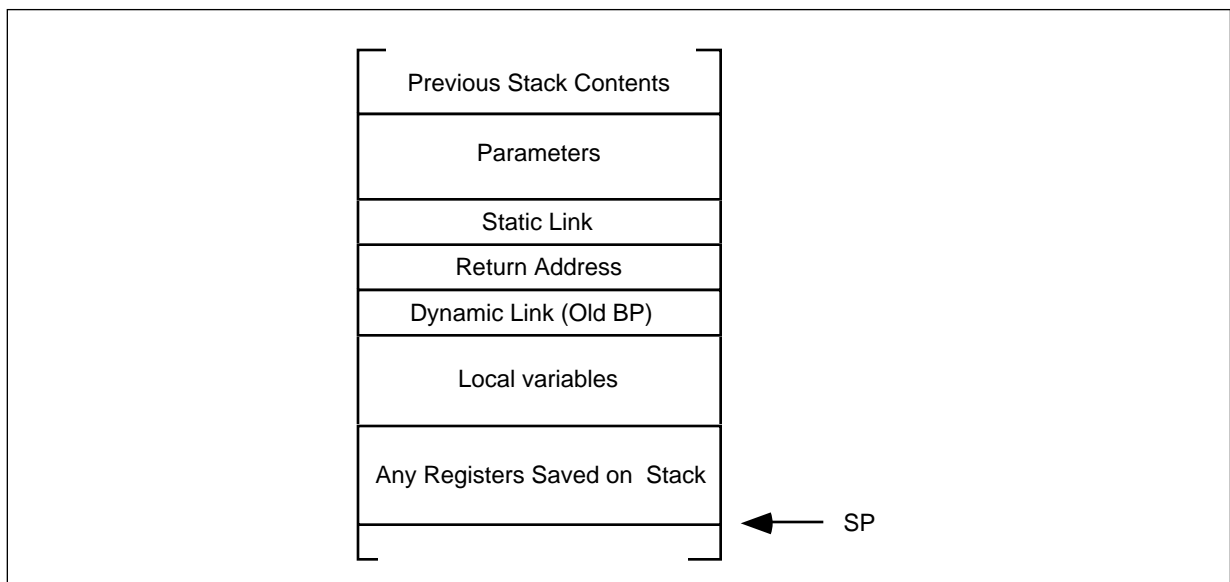 Previous Stack Contents
Parameters
Static Link
Return Address
Dynamic Link (Old BP)
Local variables
Any Registers Saved on Stack
SP